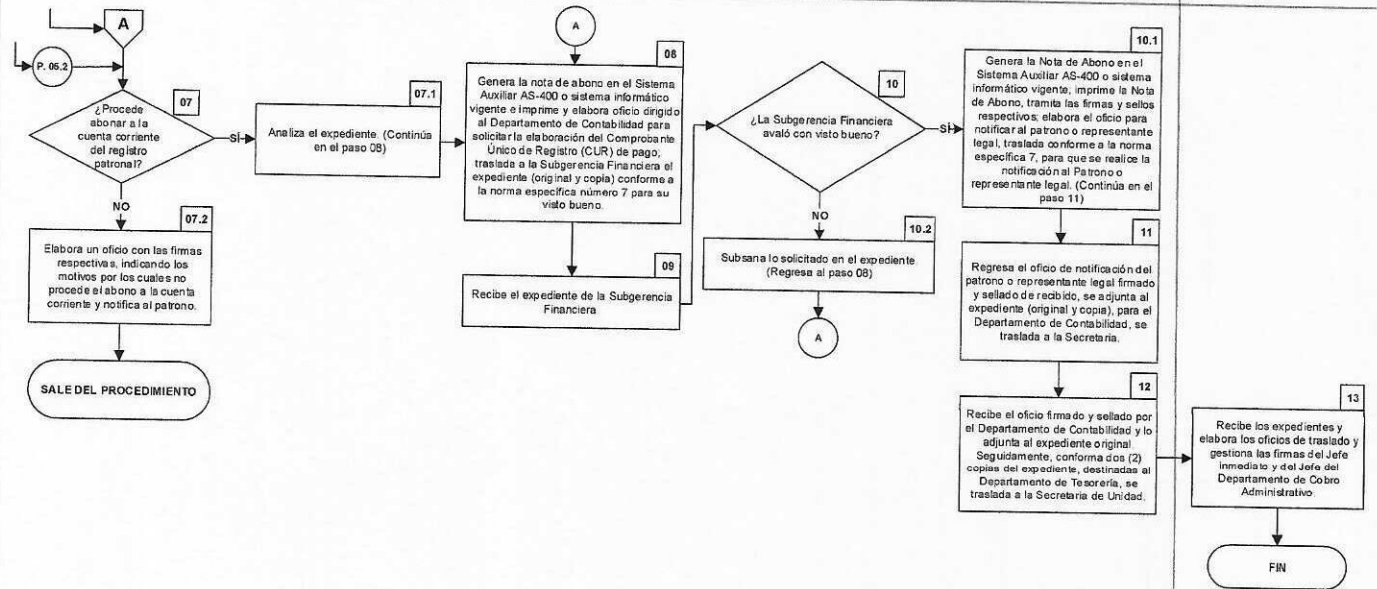 A
P. 05.2
07
¿Procede
abonar a la
cuenta corriente
del registro
patronal?
SÍ
NO
07.1
Analiza el expediente. (Continúa
en el paso 08)
07.2
Elabora un oficio con las firmas
respectivas, indicando los
motivos por los cuales no
procede el abono a la cuenta
corriente y notifica al patrono.
SALE DEL PROCEDIMIENTO
A
08
Genera la nota de abono en el Sistema
Auxiliar AS-400 o sistema informático
vigente e imprime y elabora oficio dirigido
al Departamento de Contabilidad para
solicitar la elaboración del Comprobante
Único de Registro (CUR) de pago;
traslada a la Subgerencia Financiera el
expediente (original y copia) conforme a
la norma específica número 7 para su
visto bueno.
09
Recibe el expediente de la Subgerencia
Financiera
10
¿La Subgerencia Financiera
avaló con visto bueno?
SÍ
NO
10.2
Subsana lo solicitado en el expediente.
(Regresa al paso 08)
A
10.1
Genera la Nota de Abono en el
Sistema Auxiliar AS-400 o sistema
informático vigente, imprime la Nota
de Abono, tramita las firmas y sellos
respectivos; elabora el oficio para
notificar al patrono o representante
legal, traslada conforme a la norma
específica 7, para que se realice la
notificación al Patrono o
representante legal. (Continúa en el
paso 11)
11
Regresa el oficio de notificación del
patrono o representante legal firmado
y sellado de recibido, se adjunta al
expediente (original y copia), para el
Departamento de Contabilidad, se
traslada a la Secretaria.
12
Recibe el oficio firmado y sellado por
el Departamento de Contabilidad y lo
adjunta al expediente original.
Seguidamente, conforma dos (2)
copias del expediente, destinadas al
Departamento de Tesorería, se
traslada a la Secretaria de Unidad.
13
Recibe los expedientes y
elabora los oficios de traslado y
gestiona las firmas del Jefe
inmediato y del Jefe del
Departamento de Cobro
Administrativo.
FIN